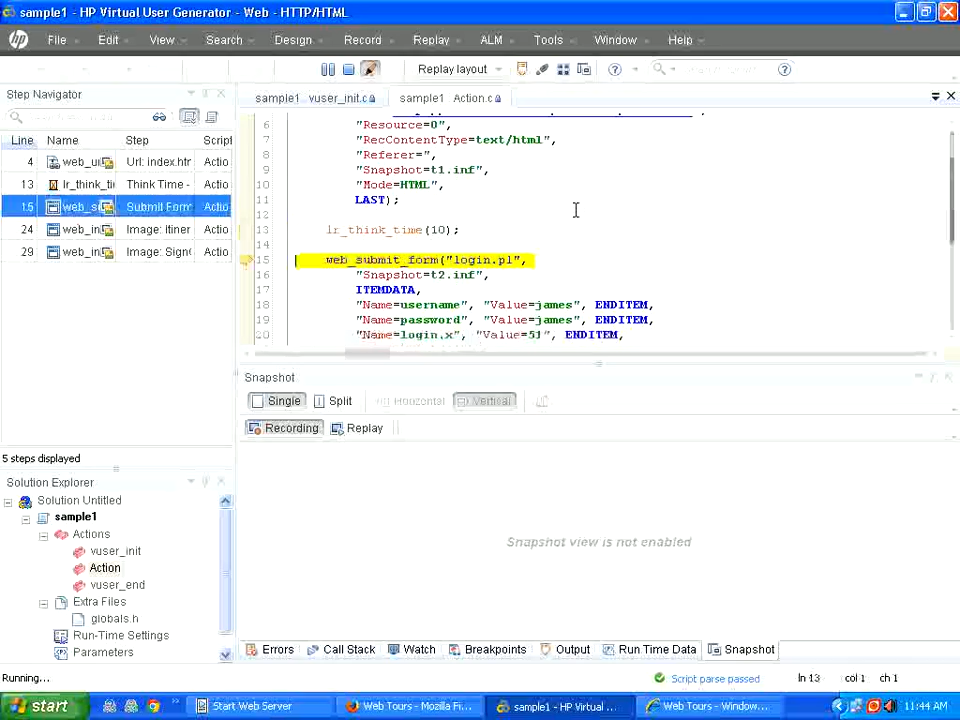 sample1 - HP Virtual User Generator - Web - HTTP/HTML
hp File Edit View Search Design Record Replay ALM Tools Window Help
Replay layout
Step Navigator
sample1 vuser_init.c
sample1 Action.c
Line Name Step Script
4 web_u Url: index.htm Actio
13 lr_think_ti Think Time - Actio
15 web_s Submit Form Actio
24 web_in Image: Itiner Actio
29 web_in Image: Sign Actio
5 steps displayed
6 "Resource=0",
7 "RecContentType=text/html",
8 "Referer=",
9 "Snapshot=t1.inf",
10 "Mode=HTML",
11 LAST);
12
13 lr_think_time(10);
14
15 web_submit_form("login.pl",
16 "Snapshot=t2.inf",
17 ITEMDATA,
18 "Name=username", "Value=james", ENDITEM,
19 "Name=password", "Value=james", ENDITEM,
20 "Name=login.x", "Value=51", ENDITEM,
Snapshot
Single Split Horizontal Vertical
Recording Replay
Snapshot view is not enabled
Solution Explorer
Solution Untitled
sample1
Actions
vuser_init
Action
vuser_end
Extra Files
globals.h
Run-Time Settings
Parameters
Errors Call Stack Watch Breakpoints Output Run Time Data Snapshot
Running... Script parse passed ln 13 col 1 ch 1
start Start Web Server Web Tours - Mozilla Fi... sample1 - HP Virtual ... Web Tours - Window... 11:44 AM